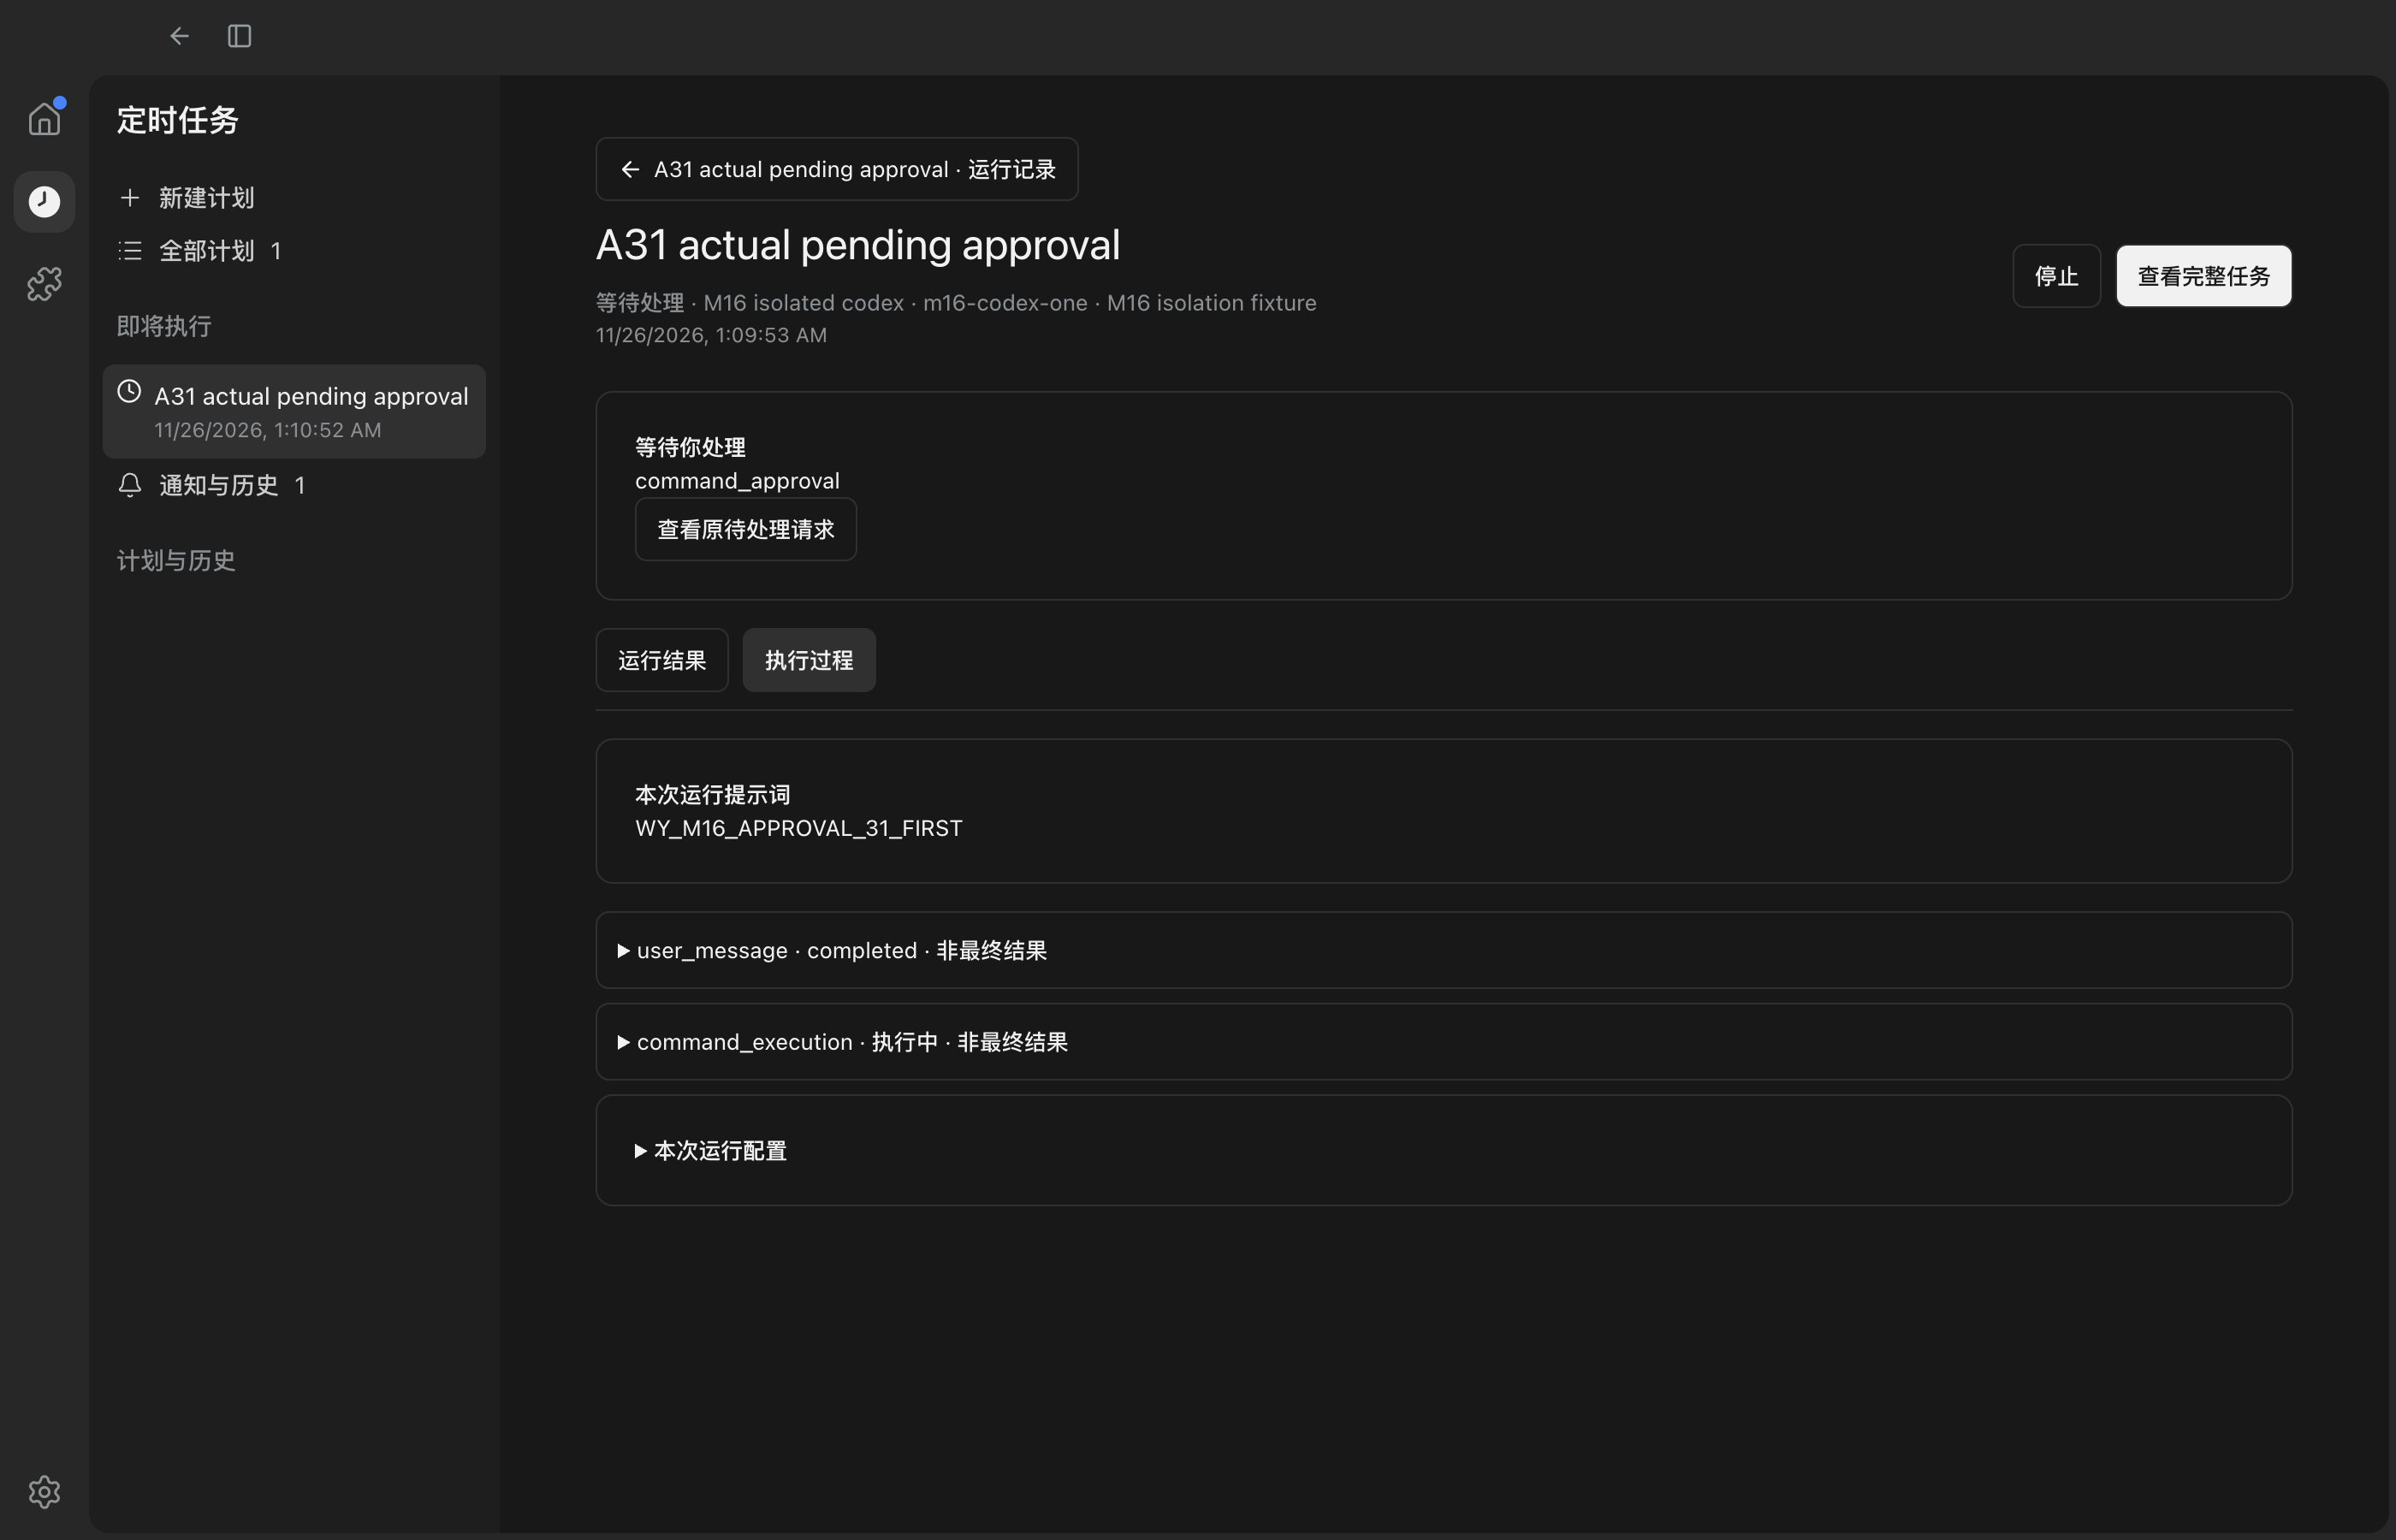 定时任务
新建计划
全部计划 1
即将执行
A31 actual pending approval
11/26/2026, 1:10:52 AM
通知与历史 1
计划与历史
A31 actual pending approval · 运行记录
A31 actual pending approval
等待处理 · M16 isolated codex · m16-codex-one · M16 isolation fixture
11/26/2026, 1:09:53 AM
停止
查看完整任务
等待你处理
command_approval
查看原待处理请求
运行结果
执行过程
本次运行提示词
WY_M16_APPROVAL_31_FIRST
user_message · completed · 非最终结果
command_execution · 执行中 · 非最终结果
本次运行配置